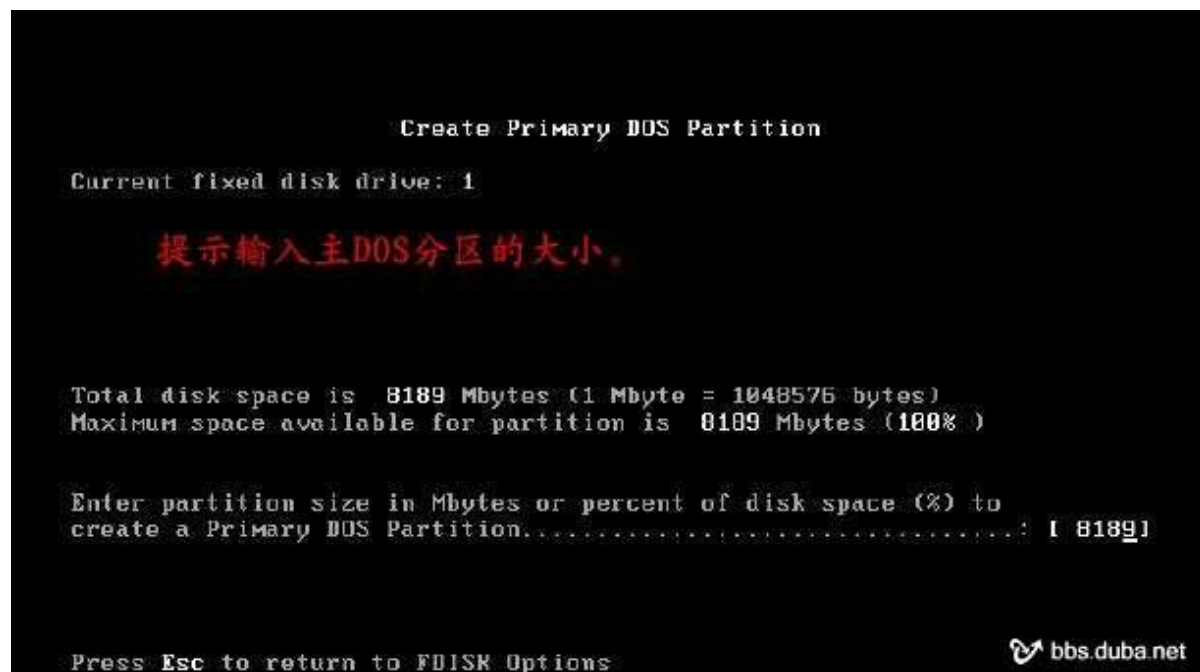 Create Primary DOS Partition
Current fixed disk drive: 1
提示输入主DOS分区的大小。
Total disk space is 8189 Mbytes (1 Mbyte = 1048576 bytes)
Maximum space available for partition is 8189 Mbytes (100% )
Enter partition size in Mbytes or percent of disk space (%) to
create a Primary DOS Partition.................................: [ 8189]
Press Esc to return to FDISK Options
bbs.duba.net